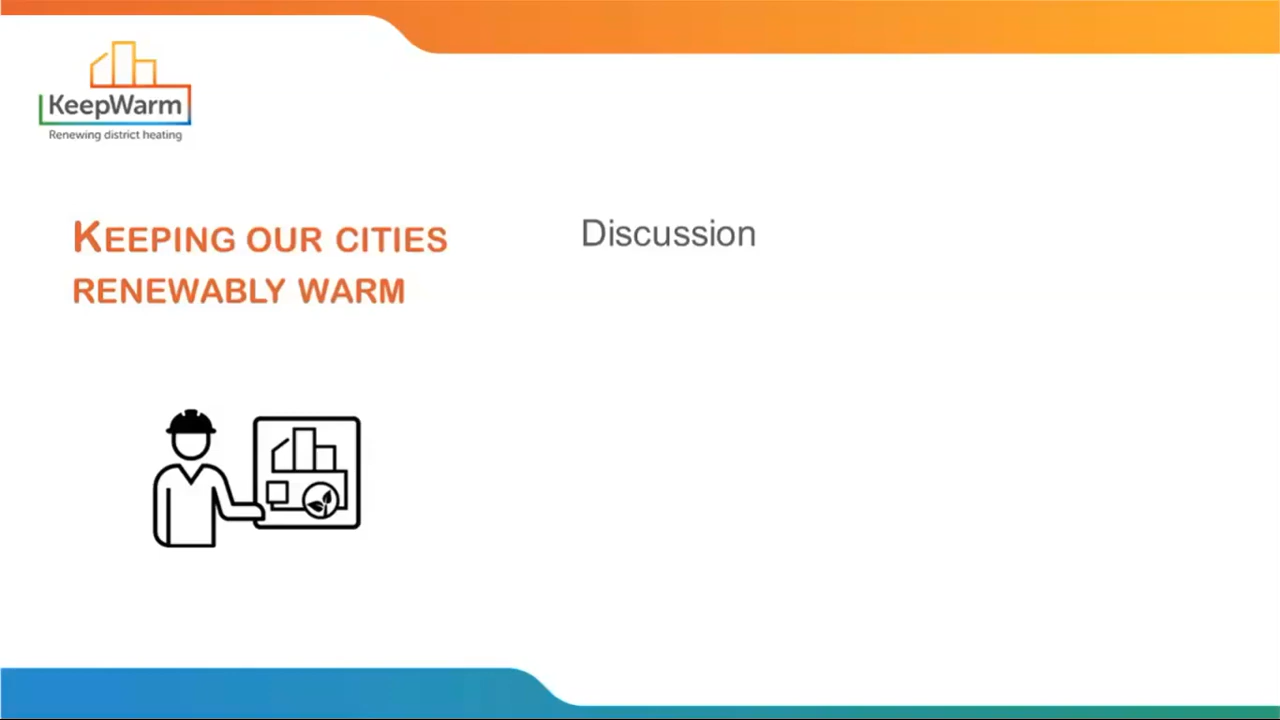 KeepWarm
Renewing district heating
KEEPING OUR CITIES
RENEWABLY WARM
Discussion